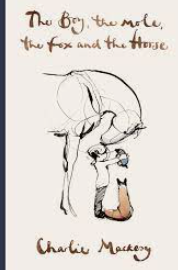 The Boy, the mole,
the fox and the Horse
Charlie Mackesy